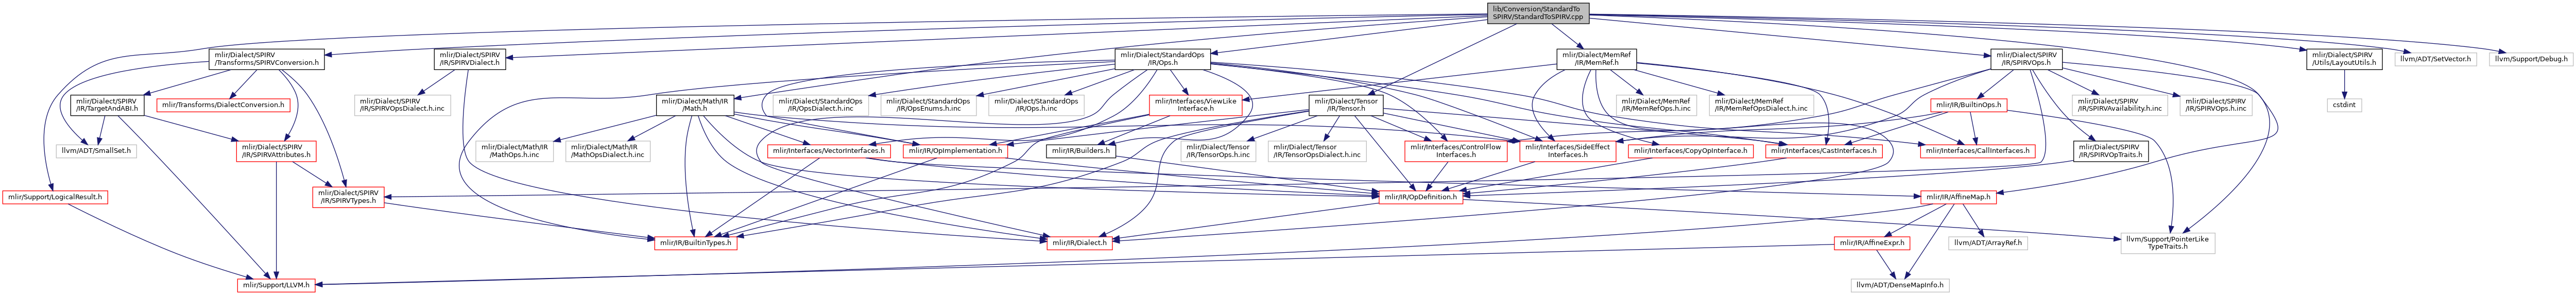 lib/Conversion/StandardTo
SPIRV/StandardToSPIRV.cpp
mlir/Dialect/SPIRV
/Transforms/SPIRVConversion.h
mlir/Dialect/SPIRV
/IR/SPIRVDialect.h
mlir/Dialect/StandardOps
/IR/Ops.h
mlir/Dialect/MemRef
/IR/MemRef.h
mlir/Dialect/SPIRV
/IR/SPIRVOps.h
mlir/Dialect/SPIRV
/Utils/LayoutUtils.h
llvm/ADT/SetVector.h
llvm/Support/Debug.h
mlir/Dialect/SPIRV
/IR/TargetAndABI.h
mlir/Transforms/DialectConversion.h
mlir/Dialect/SPIRV
/IR/SPIRVOpsDialect.h.inc
mlir/Dialect/Math/IR
/Math.h
mlir/Dialect/StandardOps
/IR/OpsDialect.h.inc
mlir/Dialect/StandardOps
/IR/OpsEnums.h.inc
mlir/Dialect/StandardOps
/IR/Ops.h.inc
mlir/Interfaces/ViewLike
Interface.h
mlir/Dialect/Tensor
/IR/Tensor.h
mlir/Dialect/MemRef
/IR/MemRefOps.h.inc
mlir/Dialect/MemRef
/IR/MemRefOpsDialect.h.inc
mlir/IR/BuiltinOps.h
mlir/Dialect/SPIRV
/IR/SPIRVAvailability.h.inc
mlir/Dialect/SPIRV
/IR/SPIRVOps.h.inc
cstdint
llvm/ADT/SmallSet.h
mlir/Dialect/SPIRV
/IR/SPIRVAttributes.h
mlir/Dialect/Math/IR
/MathOps.h.inc
mlir/Dialect/Math/IR
/MathOpsDialect.h.inc
mlir/Interfaces/VectorInterfaces.h
mlir/IR/OpImplementation.h
mlir/IR/Builders.h
mlir/Dialect/Tensor
/IR/TensorOps.h.inc
mlir/Dialect/Tensor
/IR/TensorOpsDialect.h.inc
mlir/Interfaces/ControlFlow
Interfaces.h
mlir/Interfaces/SideEffect
Interfaces.h
mlir/Interfaces/CopyOpInterface.h
mlir/Interfaces/CastInterfaces.h
mlir/Interfaces/CallInterfaces.h
mlir/Dialect/SPIRV
/IR/SPIRVOpTraits.h
mlir/Support/LogicalResult.h
mlir/Dialect/SPIRV
/IR/SPIRVTypes.h
mlir/IR/OpDefinition.h
mlir/IR/AffineMap.h
mlir/IR/BuiltinTypes.h
mlir/IR/Dialect.h
mlir/IR/AffineExpr.h
llvm/ADT/ArrayRef.h
llvm/Support/PointerLike
TypeTraits.h
mlir/Support/LLVM.h
llvm/ADT/DenseMapInfo.h